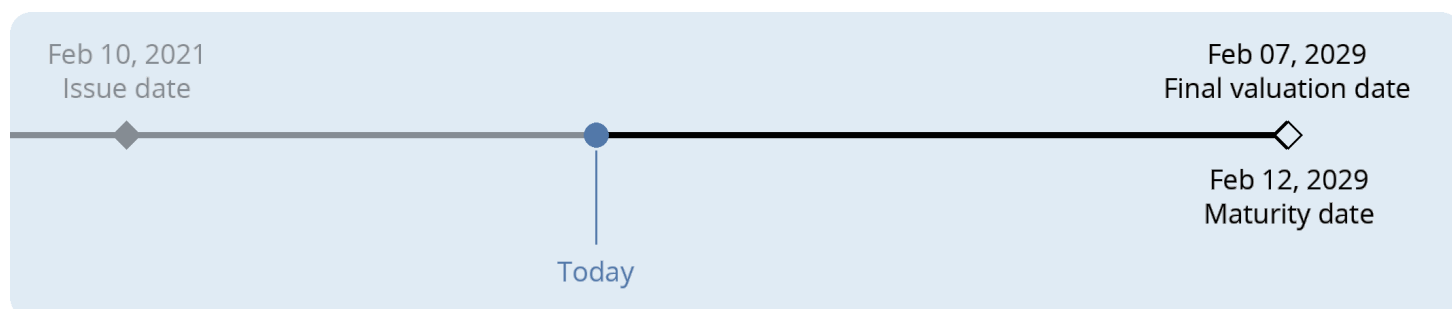 Feb 10, 2021
Issue date
Feb 07, 2029
Final valuation date
Feb 12, 2029
Maturity date
Today